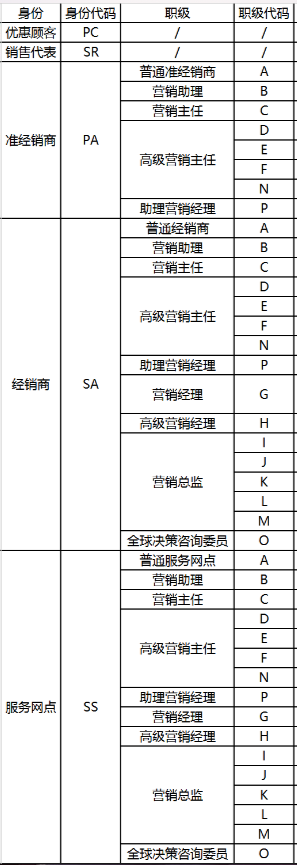 身份 身份代码 职级 职级代码
优惠顾客 PC / /
销售代表 SR / /
准经销商 PA 普通准经销商 A
营销助理 B
营销主任 C
高级营销主任 D
E
F
N
助理营销经理 P
经销商 SA 普通经销商 A
营销助理 B
营销主任 C
高级营销主任 D
E
F
N
助理营销经理 P
营销经理 G
高级营销经理 H
营销总监 I
J
K
L
M
全球决策咨询委员 O
服务网点 SS 普通服务网点 A
营销助理 B
营销主任 C
高级营销主任 D
E
F
N
助理营销经理 P
营销经理 G
高级营销经理 H
营销总监 I
J
K
L
M
全球决策咨询委员 O